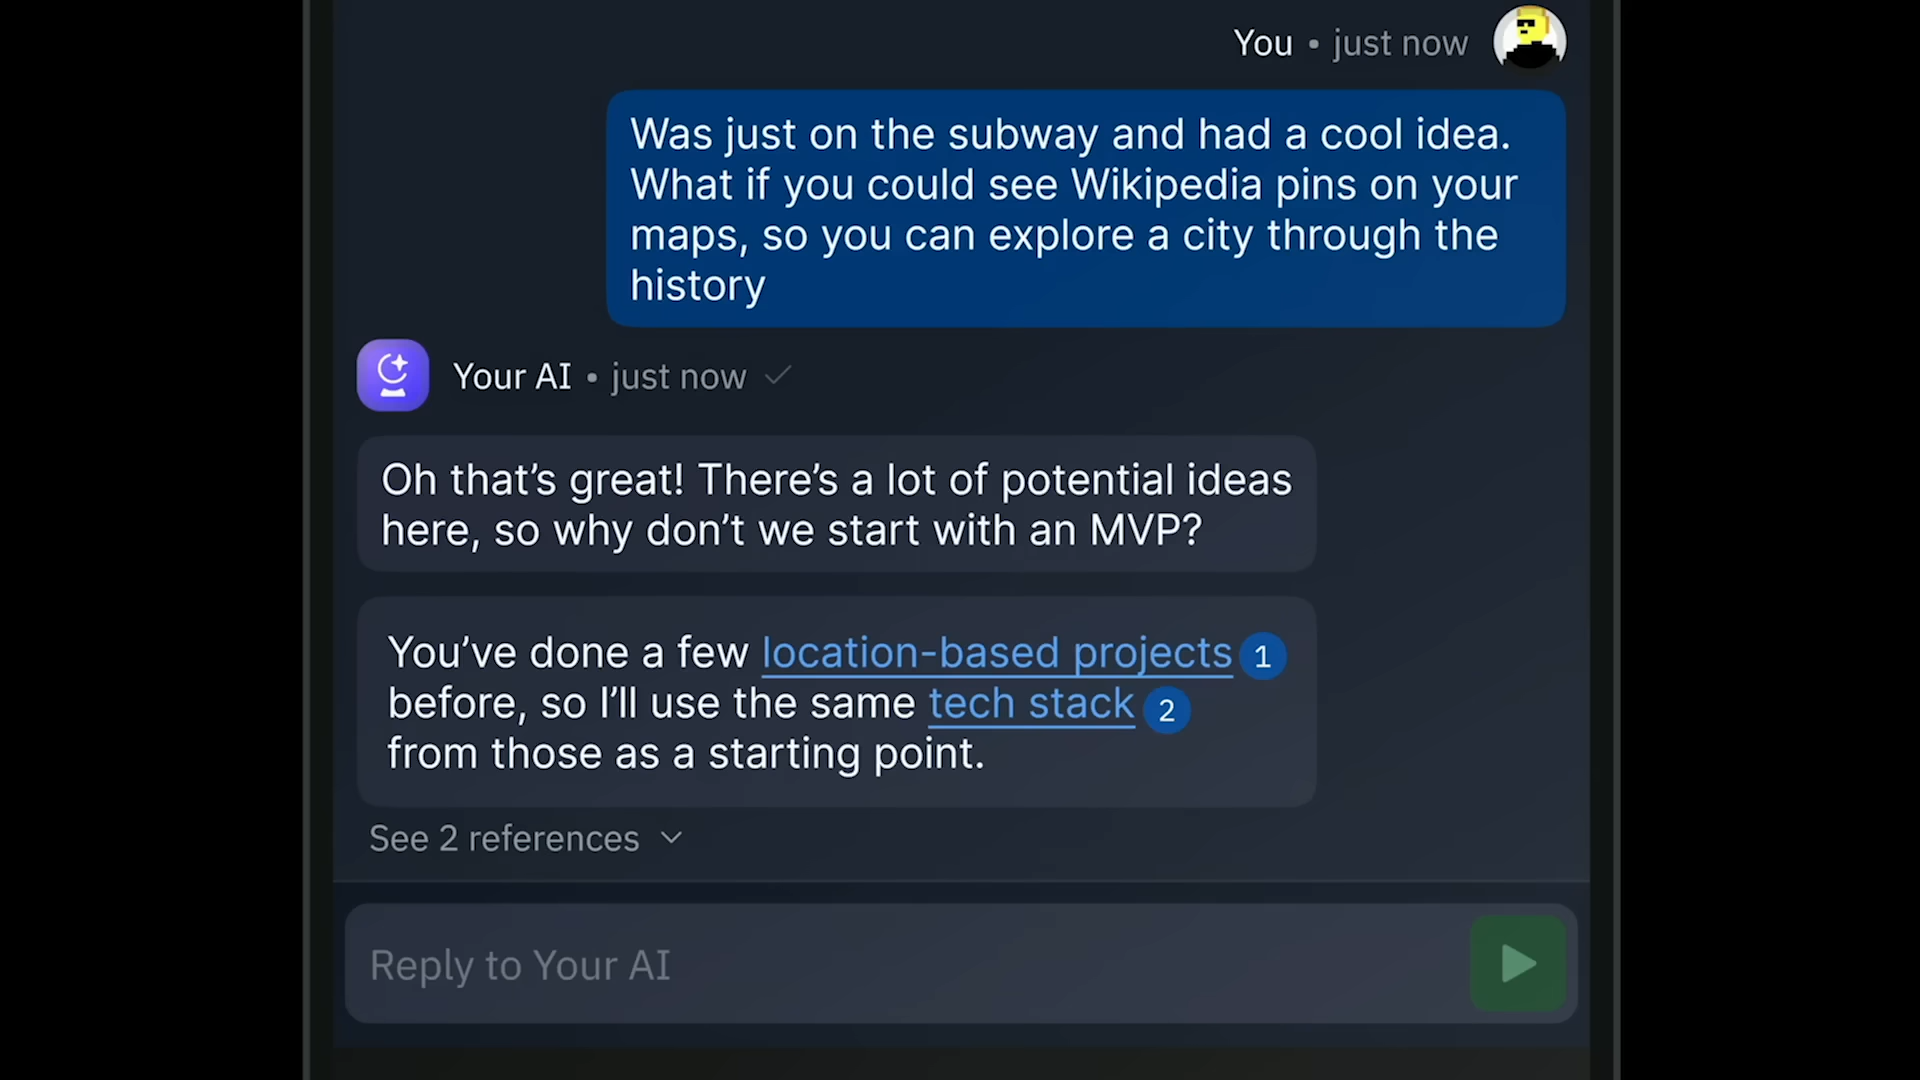 You • just now
Was just on the subway and had a cool idea.
What if you could see Wikipedia pins on your
maps, so you can explore a city through the
history
Your AI • just now
Oh that’s great! There’s a lot of potential ideas
here, so why don’t we start with an MVP?
You’ve done a few location-based projects 1
before, so I’ll use the same tech stack 2
from those as a starting point.
See 2 references
Reply to Your AI